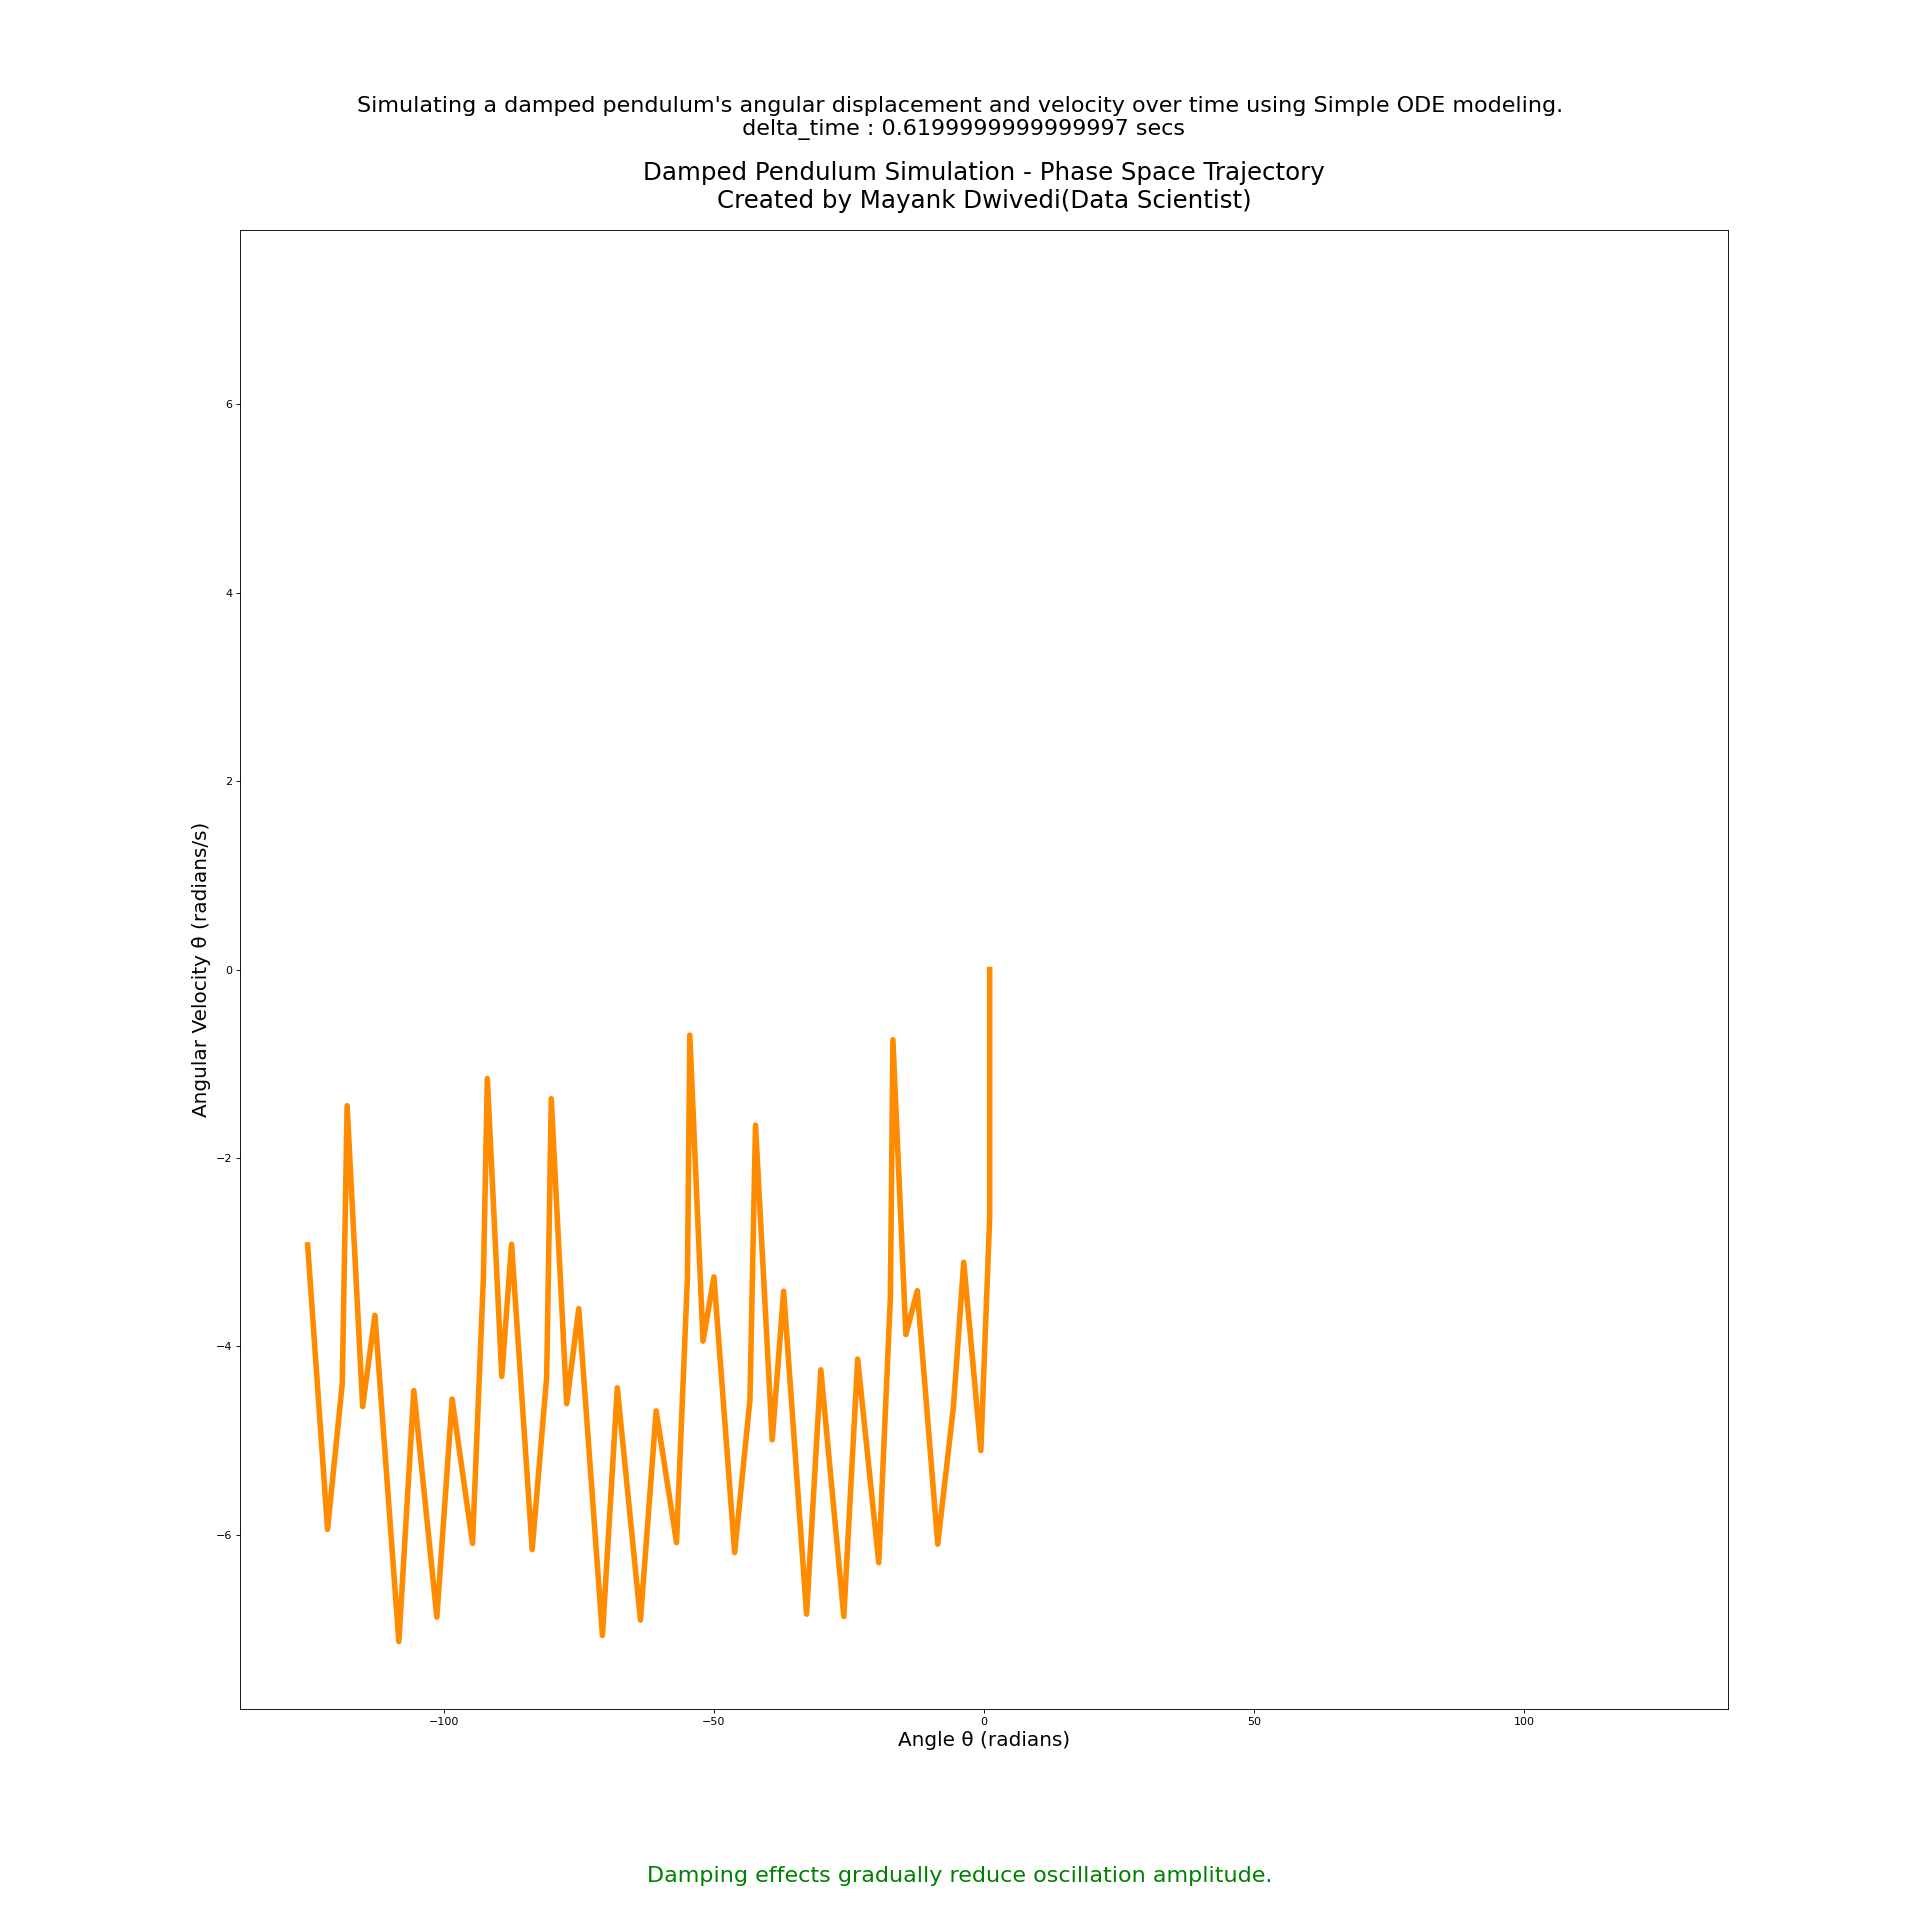 Simulating a damped pendulum's angular displacement and velocity over time using Simple ODE modeling.
delta_time : 0.6199999999999997 secs
Damped Pendulum Simulation - Phase Space Trajectory
Created by Mayank Dwivedi(Data Scientist)
6
4
2
0
−2
−4
−6
Angular Velocity θ̇ (radians/s)
−100
−50
0
50
100
Angle θ (radians)
Damping effects gradually reduce oscillation amplitude.